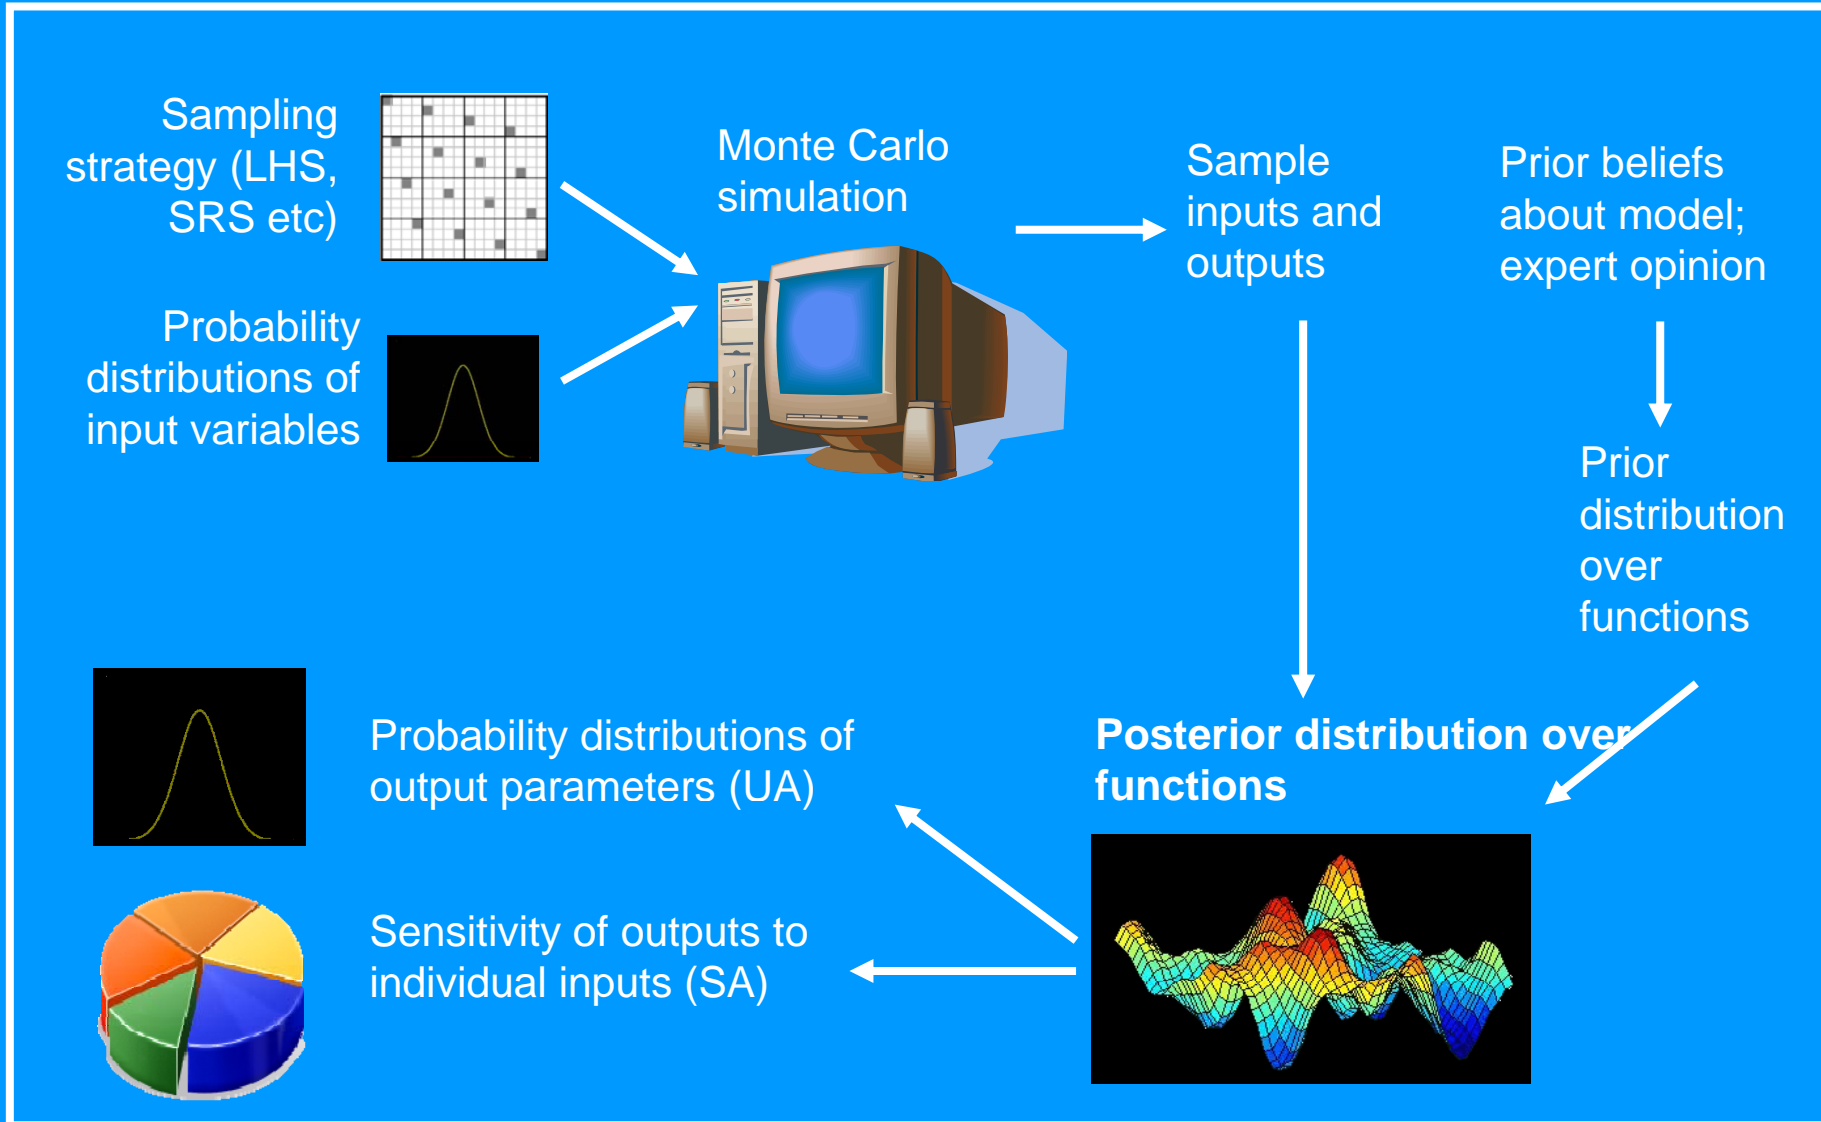 Sampling
strategy (LHS,
SRS etc)
Probability
distributions of
input variables
Monte Carlo
simulation
Sample
inputs and
outputs
Prior beliefs
about model;
expert opinion
Prior
distribution
over
functions
Posterior distribution over
functions
Probability distributions of
output parameters (UA)
Sensitivity of outputs to
individual inputs (SA)